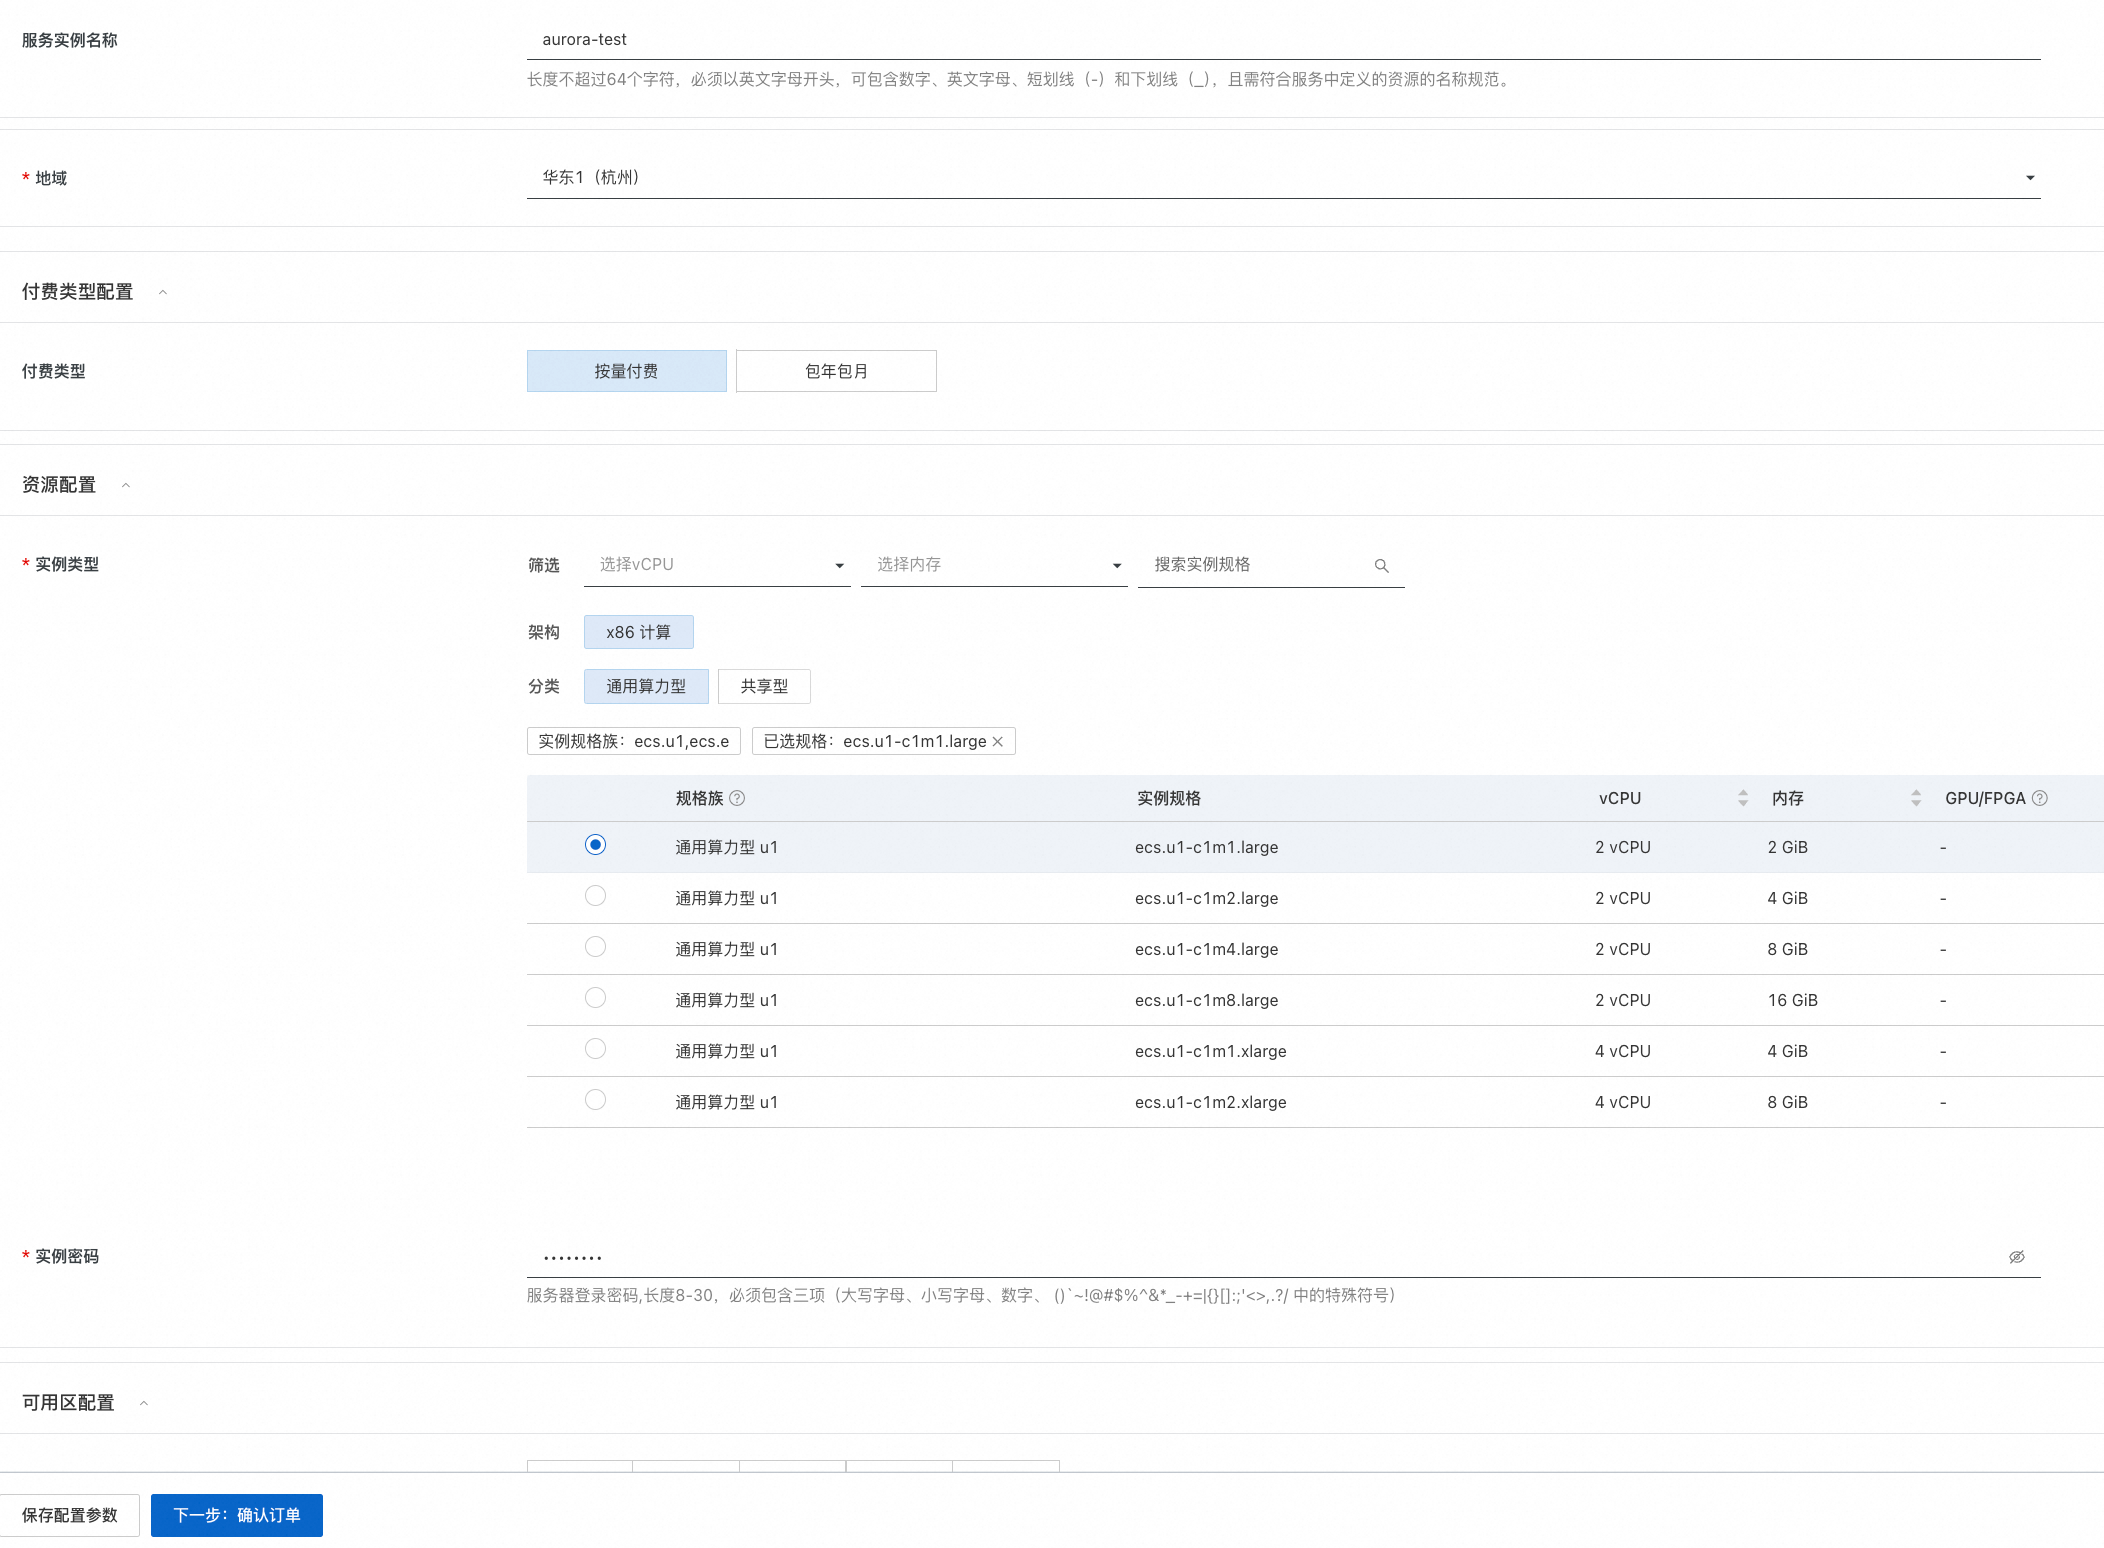 服务实例名称
aurora-test
长度不超过64个字符，必须以英文字母开头，可包含数字、英文字母、短划线（-）和下划线（_），且需符合服务中定义的资源的名称规范。
* 地域
华东1（杭州）
付费类型配置
付费类型
按量付费 包年包月
资源配置
* 实例类型
筛选 选择vCPU 选择内存 搜索实例规格
架构 x86 计算
分类 通用算力型 共享型
实例规格族：ecs.u1,ecs.e 已选规格：ecs.u1-c1m1.large
规格族 实例规格 vCPU 内存 GPU/FPGA
通用算力型 u1 ecs.u1-c1m1.large 2 vCPU 2 GiB -
通用算力型 u1 ecs.u1-c1m2.large 2 vCPU 4 GiB -
通用算力型 u1 ecs.u1-c1m4.large 2 vCPU 8 GiB -
通用算力型 u1 ecs.u1-c1m8.large 2 vCPU 16 GiB -
通用算力型 u1 ecs.u1-c1m1.xlarge 4 vCPU 4 GiB -
通用算力型 u1 ecs.u1-c1m2.xlarge 4 vCPU 8 GiB -
* 实例密码
········
服务器登录密码,长度8-30，必须包含三项（大写字母、小写字母、数字、 ()`~!@#$%^&*_-+=|{}[]:;'<>,.?/ 中的特殊符号）
可用区配置
保存配置参数 下一步：确认订单